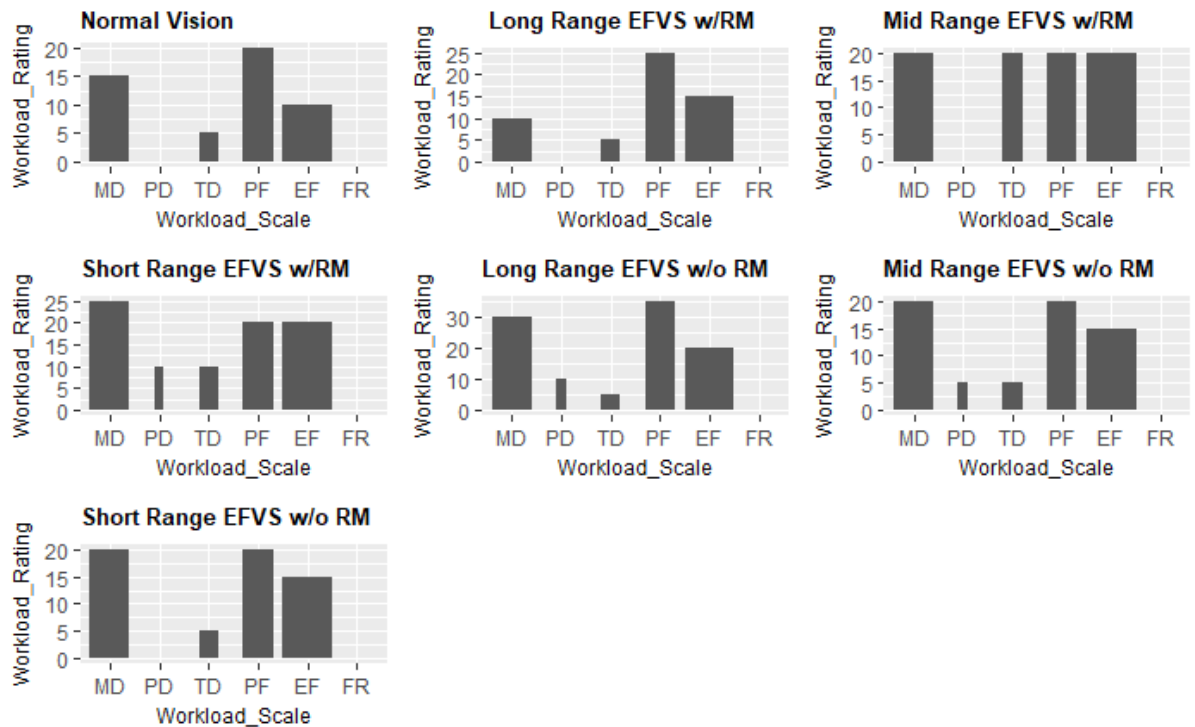 Normal Vision
Workload_Rating
20
15
10
5
0
MD PD TD PF EF FR
Workload_Scale
Long Range EFVS w/RM
Workload_Rating
25
20
15
10
5
0
MD PD TD PF EF FR
Workload_Scale
Mid Range EFVS w/RM
Workload_Rating
20
15
10
5
0
MD PD TD PF EF FR
Workload_Scale
Short Range EFVS w/RM
Workload_Rating
25
20
10
5
0
MD PD TD PF EF FR
Workload_Scale
Long Range EFVS w/o RM
Workload_Rating
30
20
10
0
MD PD TD PF EF FR
Workload_Scale
Mid Range EFVS w/o RM
Workload_Rating
20
15
5
0
MD PD TD PF EF FR
Workload_Scale
Short Range EFVS w/o RM
Workload_Rating
20
15
10
5
0
MD PD TD PF EF FR
Workload_Scale